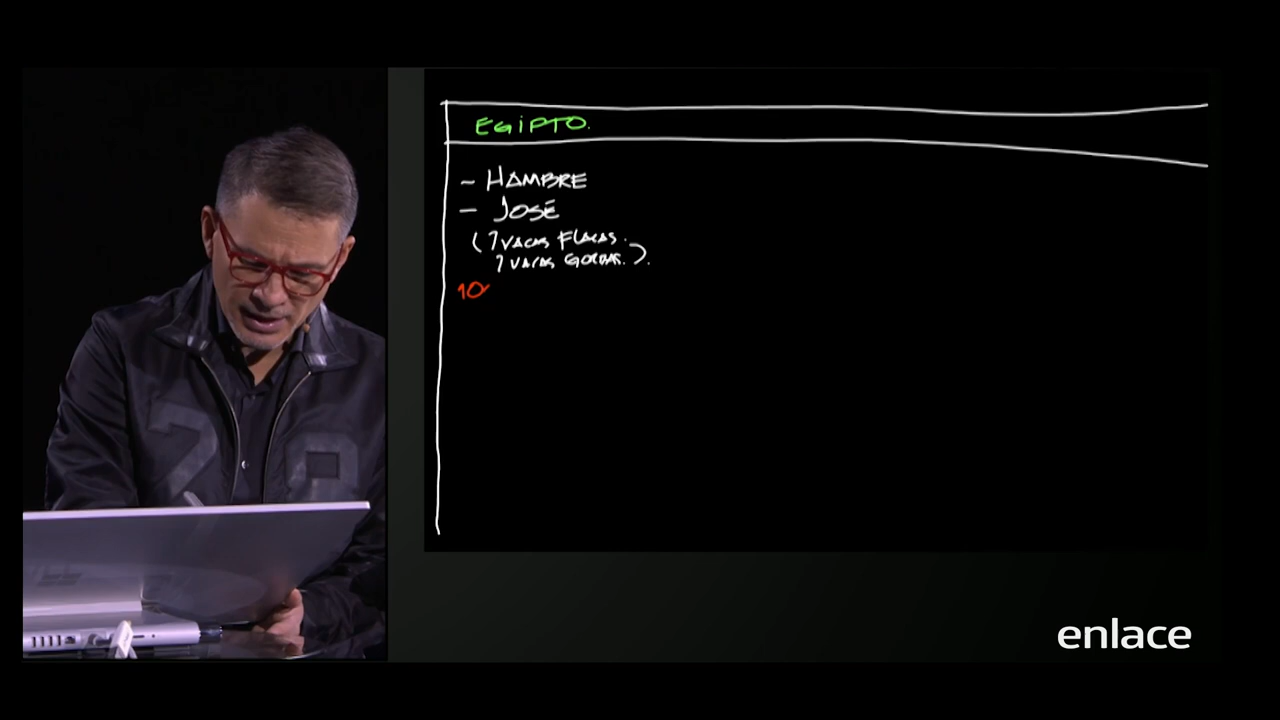 EGIPTO.
- HAMBRE
- JOSÉ
(7 VACAS FLACAS.
7 VACAS GORDAS.).
10
enlace